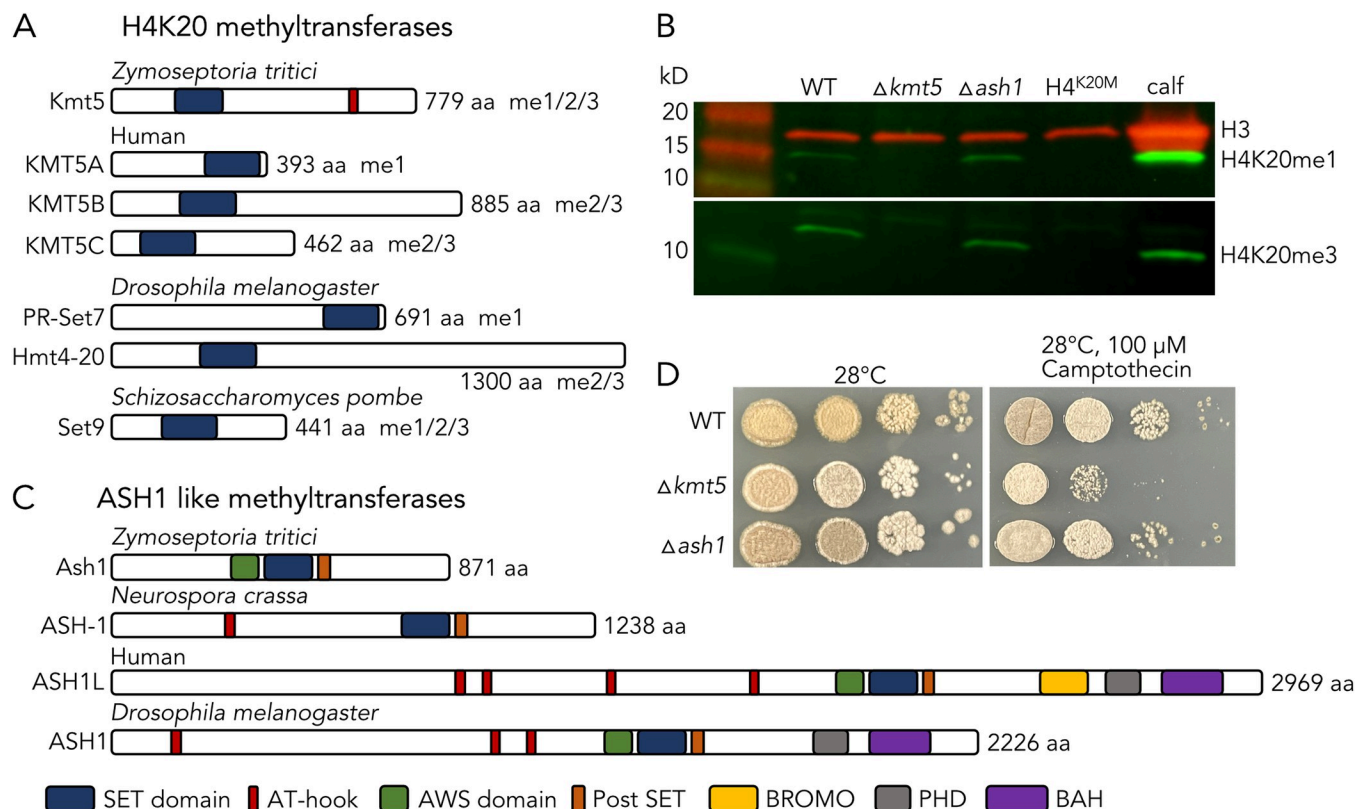 A
H4K20 methyltransferases
Zymoseptoria tritici
Kmt5 779 aa me1/2/3
Human
KMT5A 393 aa me1
KMT5B 885 aa me2/3
KMT5C 462 aa me2/3
Drosophila melanogaster
PR-Set7 691 aa me1
Hmt4-20
1300 aa me2/3
Schizosaccharomyces pombe
Set9 441 aa me1/2/3
B
kD WT Δkmt5 Δash1 H4K20M calf
20
15
10
H3
H4K20me1
10
H4K20me3
C
ASH1 like methyltransferases
Zymoseptoria tritici
Ash1 871 aa
Neurospora crassa
ASH-1 1238 aa
Human
ASH1L 2969 aa
Drosophila melanogaster
ASH1 2226 aa
D
28°C
28°C, 100 µM
Camptothecin
WT
Δkmt5
Δash1
SET domain AT-hook AWS domain Post SET BROMO PHD BAH